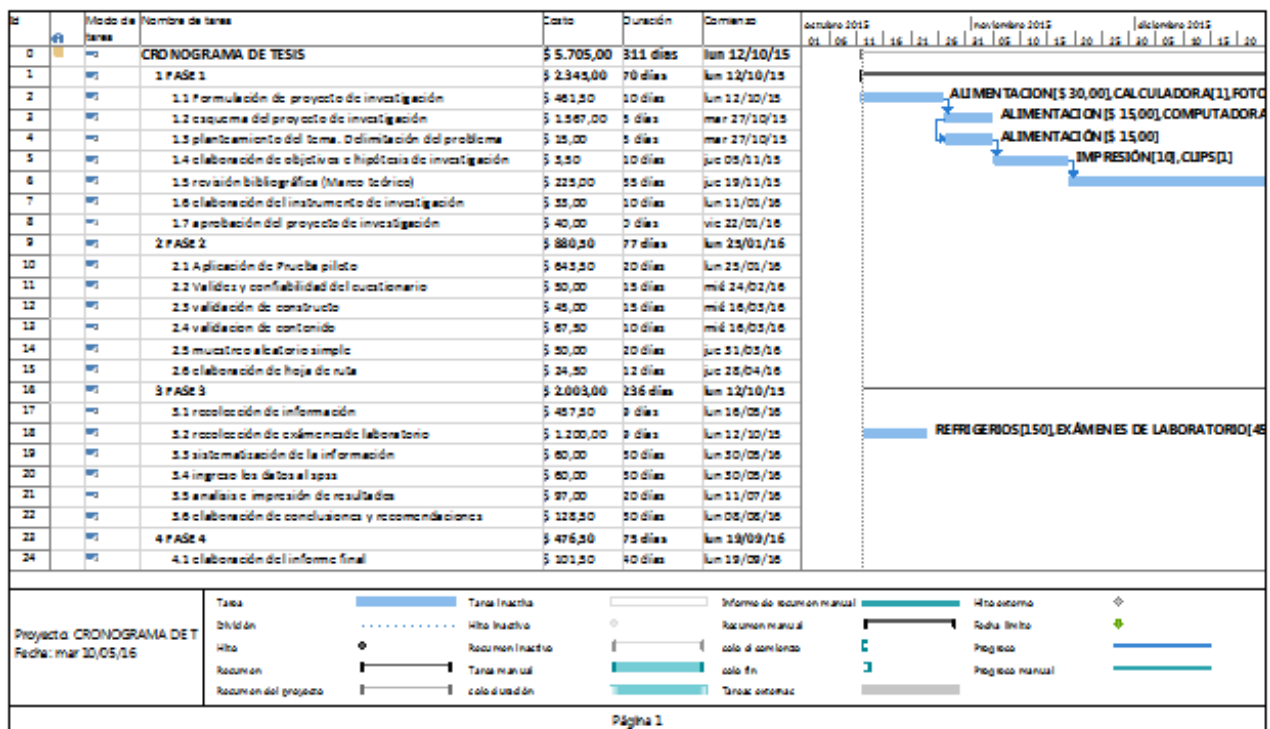 Id Modo de tarea Nombre de tarea Costo Duración Comienzo octubre 2015 noviembre 2015 diciembre 2015
01 06 11 16 21 26 31 05 10 15 20 25 30 05 10 15 20
0 CRONOGRAMA DE TESIS $ 5.705,00 311 días lun 12/10/15
1 1 FASE 1 $ 2.345,00 70 días lun 12/10/15
2 1.1 Formulación de proyecto de investigación $ 461,50 10 días lun 12/10/15 ALIMENTACION[$ 30,00],CALCULADORA[1],FOTO
3 1.2 esquema del proyecto de investigación $ 1.567,00 5 días mar 27/10/15 ALIMENTACION[$ 15,00],COMPUTADORA
4 1.3 planteamiento del tema. Delimitación del problema $ 15,00 5 días mar 27/10/15 ALIMENTACIÓN[$ 15,00]
5 1.4 elaboración de objetivos e hipótesis de investigación $ 3,50 10 días jue 05/11/15 IMPRESIÓN[10],CLIPS[1]
6 1.5 revisión bibliográfica (Marco teórico) $ 225,00 35 días jue 19/11/15
7 1.6 elaboración del instrumento de investigación $ 33,00 10 días lun 11/01/16
8 1.7 aprobación del proyecto de investigación $ 40,00 0 días vie 22/01/16
9 2 FASE 2 $ 880,50 77 días lun 25/01/16
10 2.1 Aplicación de Prueba piloto $ 643,50 20 días lun 25/01/16
11 2.2 Validez y confiabilidad del cuestionario $ 50,00 15 días mié 24/02/16
12 2.3 validación de constructo $ 45,00 15 días mié 16/03/16
13 2.4 validacion de contenido $ 67,50 10 días mié 16/03/16
14 2.5 muestreo aleatorio simple $ 50,00 20 días jue 31/03/16
15 2.6 elaboración de hoja de ruta $ 24,50 12 días jue 28/04/16
16 3 FASE 3 $ 2.003,00 236 días lun 12/10/15
17 3.1 recolección de información $ 457,50 9 días lun 16/05/16
18 3.2 recolección de exámenes de laboratorio $ 1.200,00 9 días lun 12/10/15 REFRIGERIOS[150],EXÁMENES DE LABORATORIO[45
19 3.3 sistematización de la información $ 60,00 30 días lun 30/05/16
20 3.4 ingreso los datos al spss $ 60,00 30 días lun 30/05/16
21 3.5 analisis e impresión de resultados $ 97,00 20 días lun 11/07/16
22 3.6 elaboración de conclusiones y recomendaciones $ 128,50 30 días lun 08/08/16
23 4 FASE 4 $ 476,50 75 días lun 19/09/16
24 4.1 elaboración del informe final $ 101,50 40 días lun 19/09/16
Proyecto: CRONOGRAMA DE T
Fecha: mar 10/05/16
Tarea Tarea inactiva Informe de resumen manual Hito externo
División Hito inactivo Resumen manual Fecha límite
Hito Resumen inactivo solo el comienzo Progreso
Resumen Tarea manual solo fin Progreso manual
Resumen del proyecto solo duración Tareas externas
Página 1